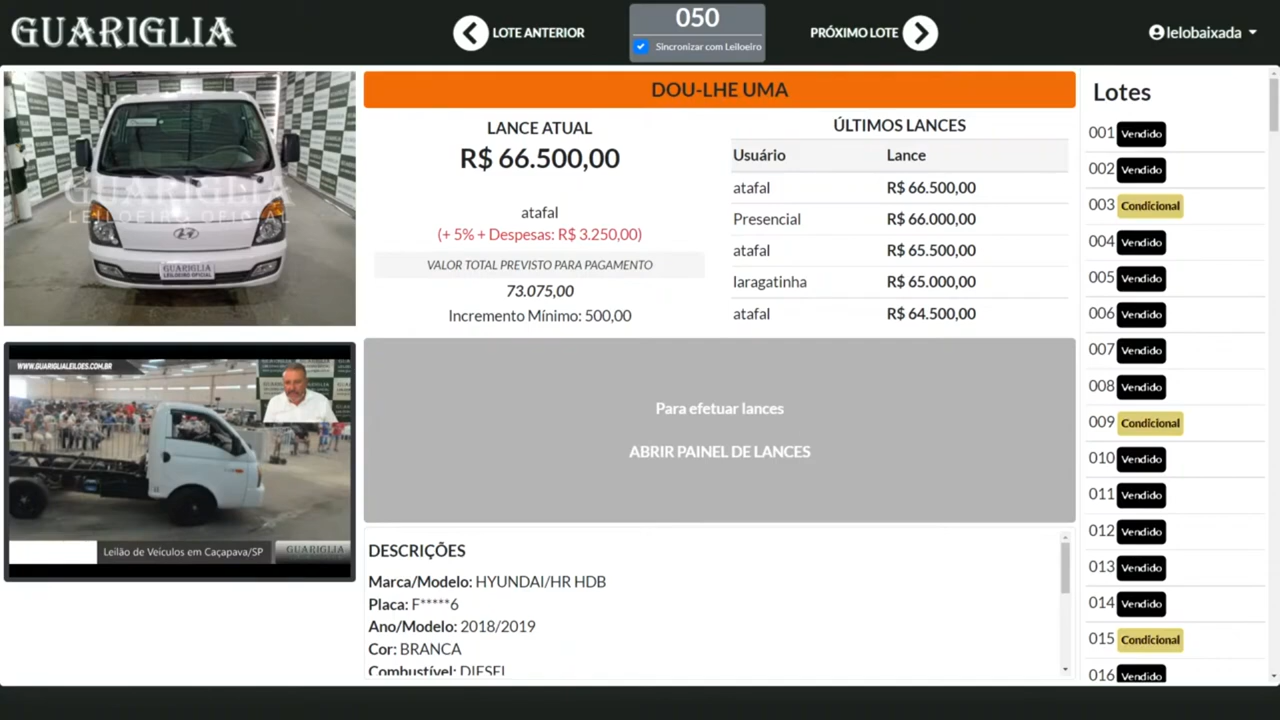 GUARIGLIA
LOTE ANTERIOR
050
Sincronizar com Leiloeiro
PRÓXIMO LOTE
lelobaixada
GUARIGLIA
LEILOEIRO OFICIAL
GUARIGLIA
LEILOEIRO OFICIAL
DOU-LHE UMA
LANCE ATUAL
R$ 66.500,00
atafal
(+ 5% + Despesas: R$ 3.250,00)
VALOR TOTAL PREVISTO PARA PAGAMENTO
73.075,00
Incremento Mínimo: 500,00
ÚLTIMOS LANCES
Usuário Lance
atafal R$ 66.500,00
Presencial R$ 66.000,00
atafal R$ 65.500,00
laragatinha R$ 65.000,00
atafal R$ 64.500,00
Para efetuar lances
ABRIR PAINEL DE LANCES
WWW.GUARIGLIALEILOES.COM.BR
Leilão de Veículos em Caçapava/SP
GUARIGLIA
DESCRIÇÕES
Marca/Modelo: HYUNDAI/HR HDB
Placa: F*****6
Ano/Modelo: 2018/2019
Cor: BRANCA
Combustível: DIESEL
Lotes
001 Vendido
002 Vendido
003 Condicional
004 Vendido
005 Vendido
006 Vendido
007 Vendido
008 Vendido
009 Condicional
010 Vendido
011 Vendido
012 Vendido
013 Vendido
014 Vendido
015 Condicional
016 Vendido